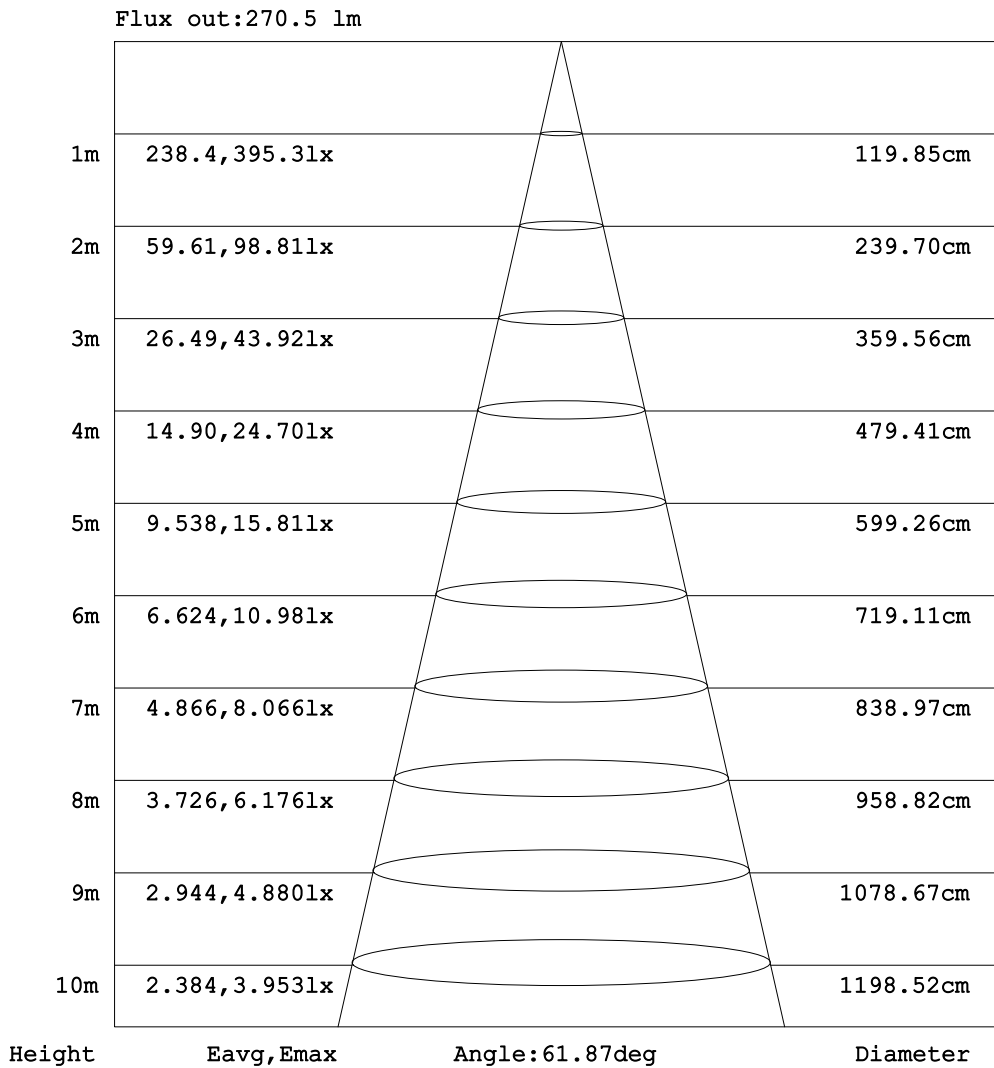 Flux out:270.5 lm
1m 238.4,395.3lx 119.85cm
2m 59.61,98.81lx 239.70cm
3m 26.49,43.92lx 359.56cm
4m 14.90,24.70lx 479.41cm
5m 9.538,15.81lx 599.26cm
6m 6.624,10.98lx 719.11cm
7m 4.866,8.066lx 838.97cm
8m 3.726,6.176lx 958.82cm
9m 2.944,4.880lx 1078.67cm
10m 2.384,3.953lx 1198.52cm
Height Eavg,Emax Angle:61.87deg Diameter